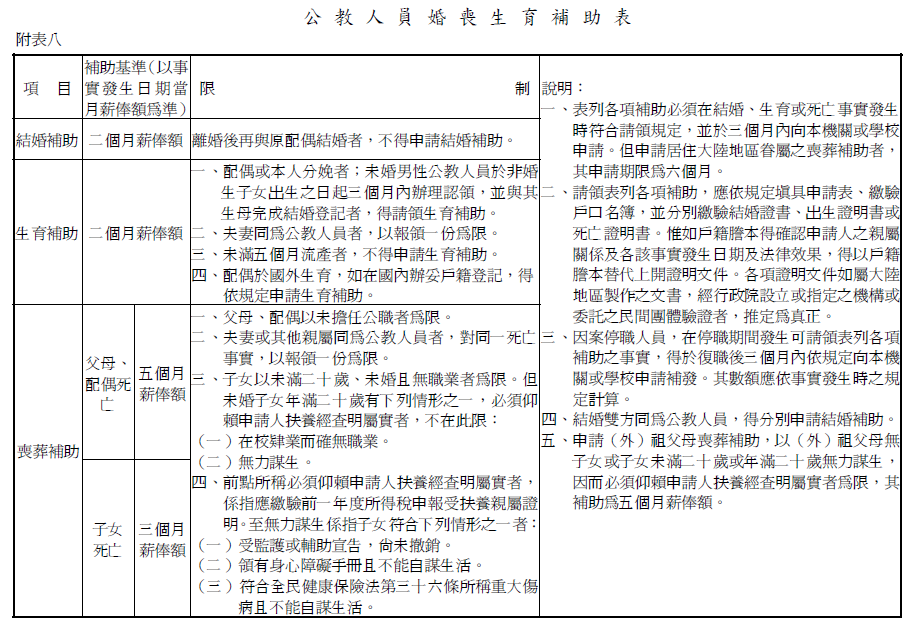 公教人員婚喪生育補助表
附表八
項 目
補助基準（以事
實發生日期當
月薪俸額為準）
限 制
結婚補助
二個月薪俸額
離婚後再與原配偶結婚者，不得申請結婚補助。
生育補助
二個月薪俸額
一、配偶或本人分娩者；未婚男性公教人員於非婚
生子女出生之日起三個月內辦理認領，並與其
生母完成結婚登記者，得請領生育補助。
二、夫妻同為公教人員者，以報領一份為限。
三、未滿五個月流產者，不得申請生育補助。
四、配偶於國外生育，如在國內辦妥戶籍登記，得
依規定申請生育補助。
喪葬補助
父母、
配偶死
亡
五個月
薪俸額
子女
死亡
三個月
薪俸額
一、父母、配偶以未擔任公職者為限。
二、夫妻或其他親屬同為公教人員者，對同一死亡
事實，以報領一份為限。
三、子女以未滿二十歲、未婚且無職業者為限。但
未婚子女年滿二十歲有下列情形之一，必須仰
賴申請人扶養經查明屬實者，不在此限：
（一）在校肄業而確無職業。
（二）無力謀生。
四、前點所稱必須仰賴申請人扶養經查明屬實者，
係指應繳驗前一年度所得稅申報受扶養親屬證
明。至無力謀生係指子女符合下列情形之一者：
（一）受監護或輔助宣告，尚未撤銷。
（二）領有身心障礙手冊且不能自謀生活。
（三）符合全民健康保險法第三十六條所稱重大傷
病且不能自謀生活。
說明：
一、表列各項補助必須在結婚、生育或死亡事實發生
時符合請領規定，並於三個月內向本機關或學校
申請。但申請居住大陸地區眷屬之喪葬補助者，
其申請期限為六個月。
二、請領表列各項補助，應依規定填具申請表、繳驗
戶口名簿，並分別繳驗結婚證書、出生證明書或
死亡證明書。惟如戶籍謄本得確認申請人之親屬
關係及各該事實發生日期及法律效果，得以戶籍
謄本替代上開證明文件。各項證明文件如屬大陸
地區製作之文書，經行政院設立或指定之機構或
委託之民間團體驗證者，推定為真正。
三、因案停職人員，在停職期間發生可請領表列各項
補助之事實，得於復職後三個月內依規定向本機
關或學校申請補發。其數額應依事實發生時之規
定計算。
四、結婚雙方同為公教人員，得分別申請結婚補助。
五、申請（外）祖父母喪葬補助，以（外）祖父母無
子女或子女未滿二十歲或年滿二十歲無力謀生，
因而必須仰賴申請人扶養經查明屬實者為限，其
補助為五個月薪俸額。